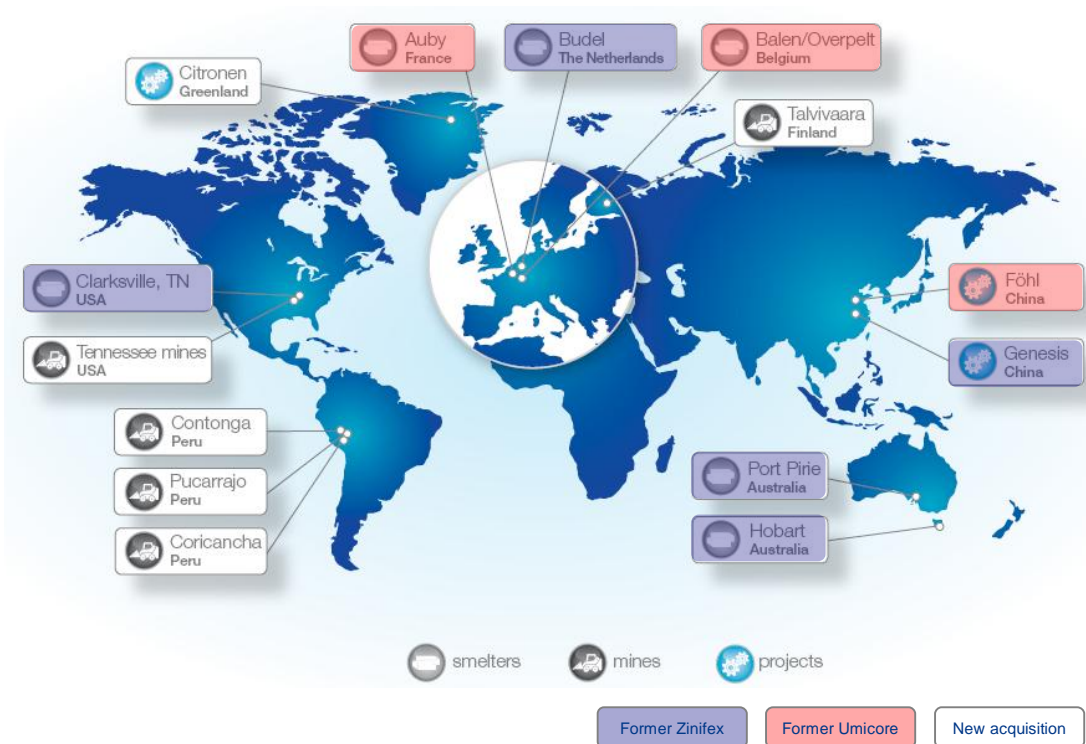 Auby
France
Budel
The Netherlands
Balen/Overpelt
Belgium
Citronen
Greenland
Talvivaara
Finland
Clarksville, TN
USA
Föhl
China
Tennessee mines
USA
Genesis
China
Contonga
Peru
Pucarrajo
Peru
Port Pirie
Australia
Coricancha
Peru
Hobart
Australia
smelters
mines
projects
Former Zinifex
Former Umicore
New acquisition